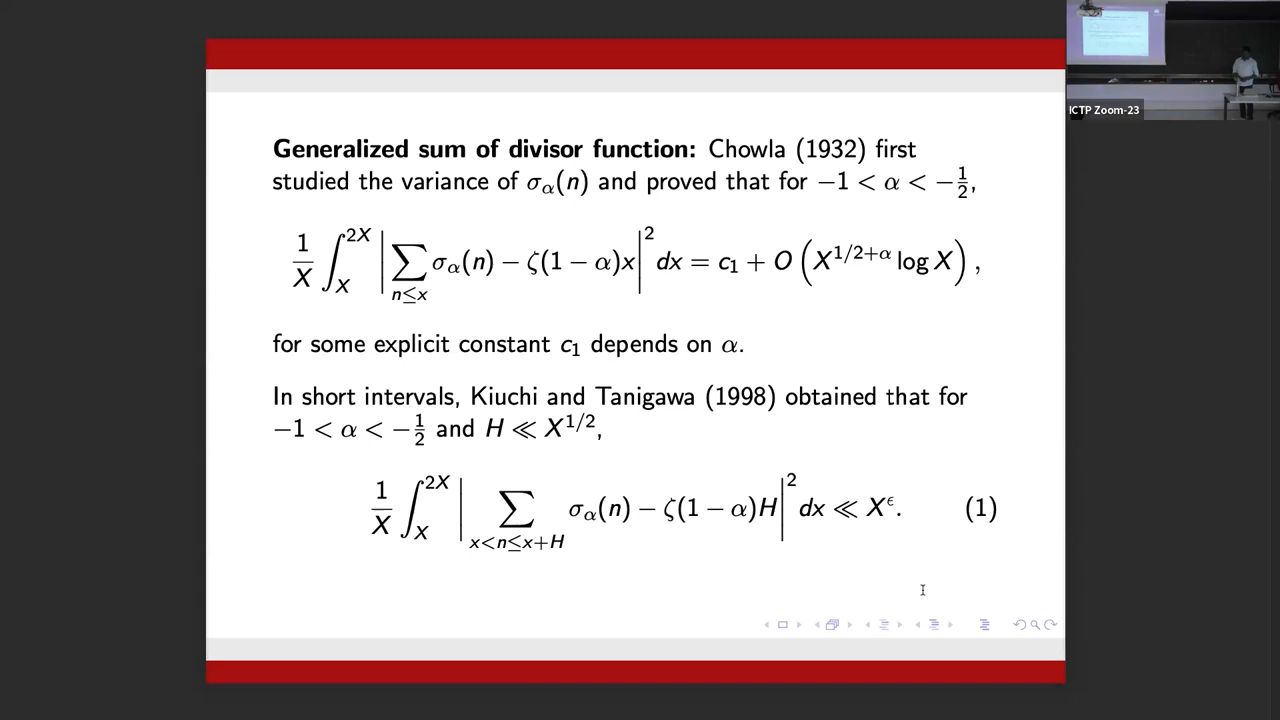 Generalized sum of divisor function: Chowla (1932) first
studied the variance of σ_α(n) and proved that for −1 < α < −1/2,
1/X ∫_X^{2X} | ∑_{n≤x} σ_α(n) − ζ(1 − α)x |^2 dx = c_1 + O ( X^{1/2+α} log X ) ,
for some explicit constant c_1 depends on α.
In short intervals, Kiuchi and Tanigawa (1998) obtained that for
−1 < α < −1/2 and H ≪ X^{1/2},
1/X ∫_X^{2X} | ∑_{x<n≤x+H} σ_α(n) − ζ(1 − α)H |^2 dx ≪ X^ϵ. (1)
ICTP Zoom-23